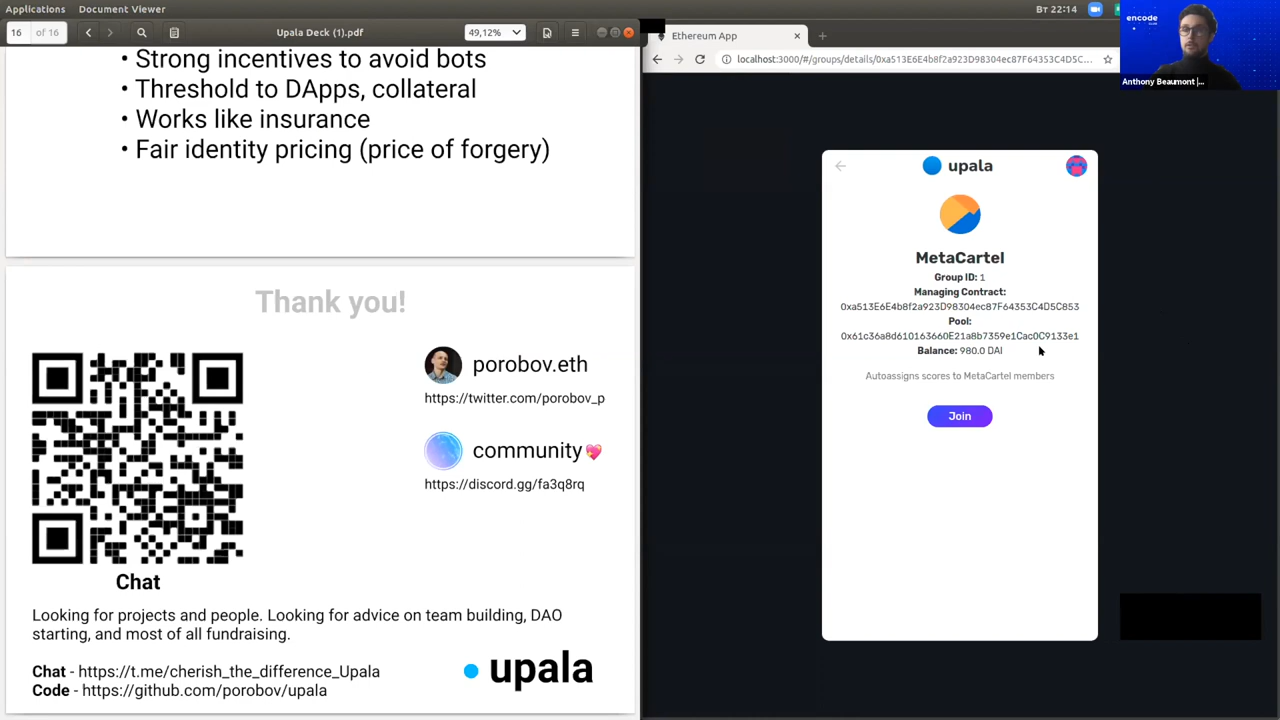 Applications Document Viewer
Вт 22:14
16 of 16
Upala Deck (1).pdf
49,12%
• Strong incentives to avoid bots
• Threshold to DApps, collateral
• Works like insurance
• Fair identity pricing (price of forgery)
Thank you!
porobov.eth
https://twitter.com/porobov_p
community
https://discord.gg/fa3q8rq
Chat
Looking for projects and people. Looking for advice on team building, DAO
starting, and most of all fundraising.
Chat - https://t.me/cherish_the_difference_Upala
Code - https://github.com/porobov/upala
upala
Ethereum App
localhost:3000/#/groups/details/0xa513E6E4b8f2a923D98304ec87F64353C4D5C...
upala
MetaCartel
Group ID: 1
Managing Contract:
0xa513E6E4b8f2a923D98304ec87F64353C4D5C853
Pool:
0x61c36a8d610163660E21a8b7359e1Cac0C9133e1
Balance: 980.0 DAI
Autoassigns scores to MetaCartel members
Join
encode
Anthony Beaumont |...